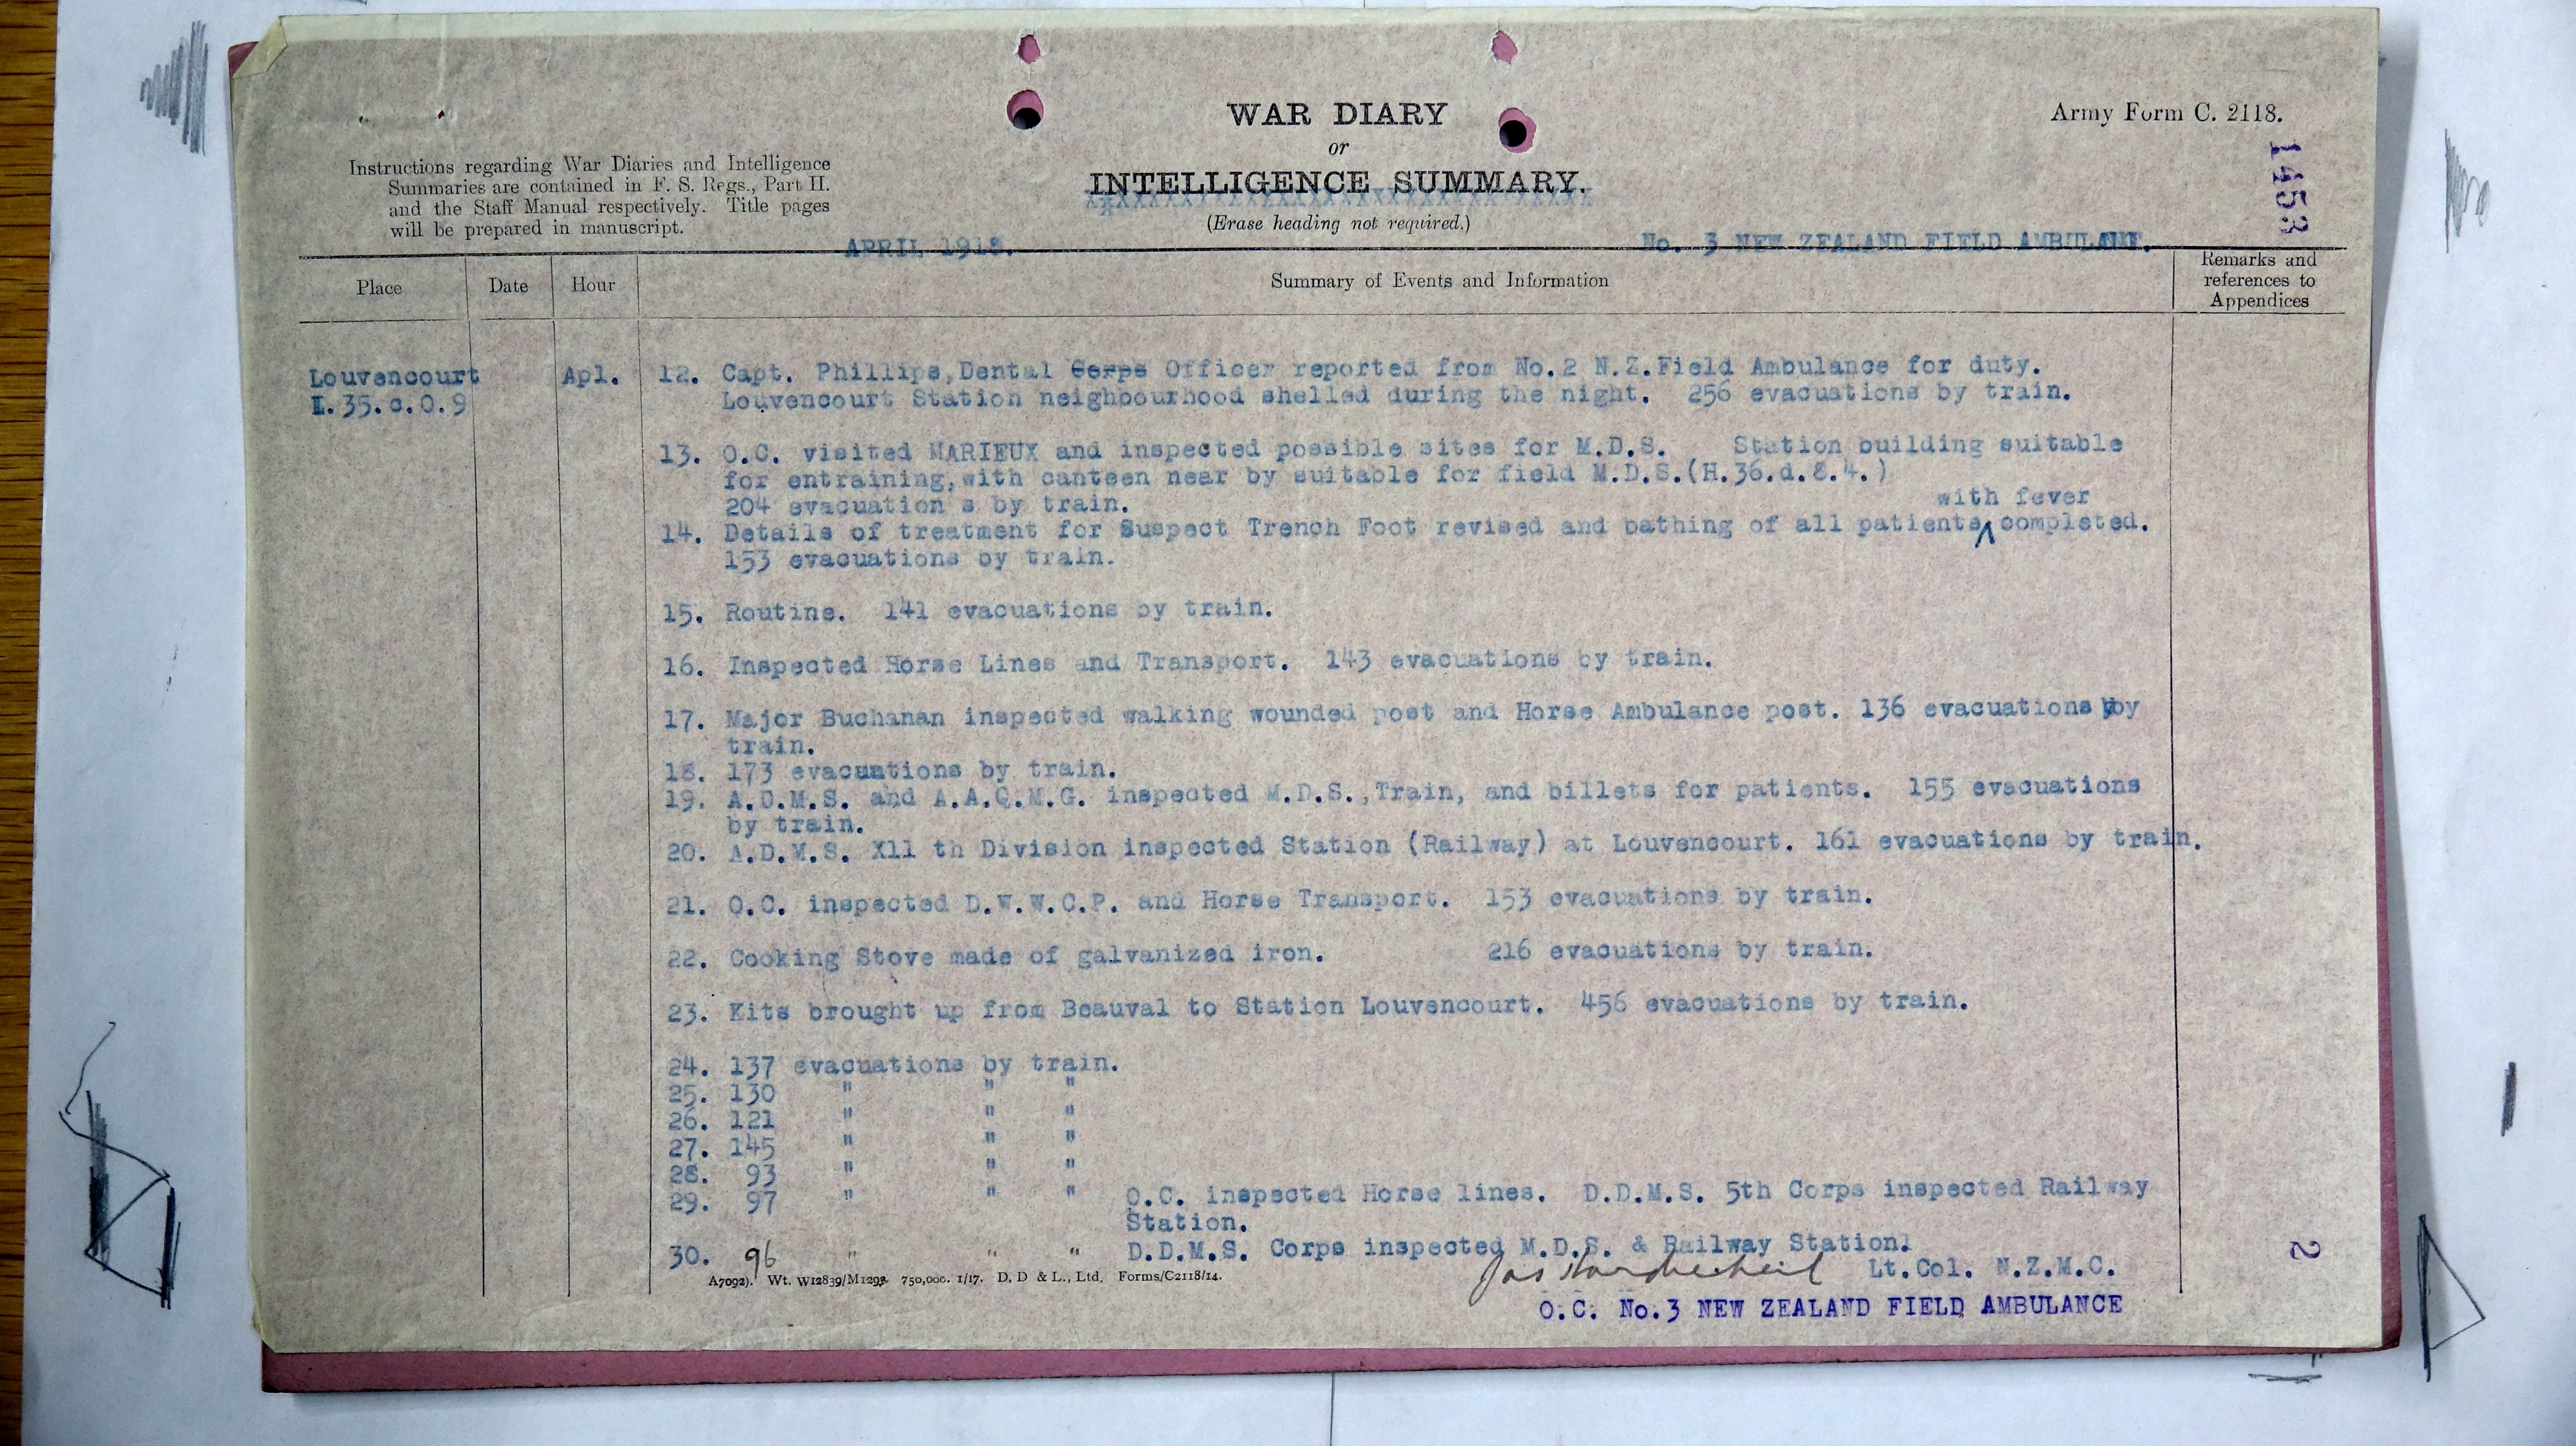 WAR DIARY
or
INTELLIGENCE SUMMARY.
(Erase heading not required.)
Army Form C. 2118.
1453
Instructions regarding War Diaries and Intelligence
Summaries are contained in F. S. Regs., Part II.
and the Staff Manual respectively. Title pages
will be prepared in manuscript.
APRIL 1918.
No. 3 NEW ZEALAND FIELD AMBULANCE.
Place
Date
Hour
Summary of Events and Information
Remarks and
references to
Appendices
Louvencourt
I.35.c.0.9
Apl.
12. Capt. Phillips,Dental Corps Officer reported from No.2 N.Z.Field Ambulance for duty.
Louvencourt Station neighbourhood shelled during the night. 256 evacuations by train.
13. O.C. visited MARIEUX and inspected possible sites for M.D.S. Station building suitable
for entraining,with canteen near by suitable for field M.D.S.(H.36.d.8.4.)
204 evacuation s by train.
with fever
14. Details of treatment for Suspect Trench Foot revised and bathing of all patients completed.
153 evacuations by train.
15. Routine. 141 evacuations by train.
16. Inspected Horse Lines and Transport. 143 evacuations by train.
17. Major Buchanan inspected walking wounded post and Horse Ambulance post. 136 evacuations by
train.
18. 173 evacuations by train.
19. A.D.M.S. and A.A.Q.M.G. inspected M.D.S.,Train, and billets for patients. 155 evacuations
by train.
20. A.D.M.S. X11 th Division inspected Station (Railway) at Louvencourt. 161 evacuations by train.
21. O.C. inspected D.W.W.C.P. and Horse Transport. 153 evacuations by train.
22. Cooking Stove made of galvanized iron. 216 evacuations by train.
23. Kits brought up from Beauval to Station Louvencourt. 456 evacuations by train.
24. 137 evacuations by train.
25. 130 " " "
26. 121 " " "
27. 145 " " "
28. 93 " " "
29. 97 " " " O.C. inspected Horse lines. D.D.M.S. 5th Corps inspected Railway
Station.
30. 96 " " " D.D.M.S. Corps inspected M.D.S. & Railway Station.
A7092). Wt. W12839/M1293. 750,000. 1/17. D. D & L., Ltd. Forms/C2118/14.
Jas Lt.Col. N.Z.M.C.
O.C. No.3 NEW ZEALAND FIELD AMBULANCE
2